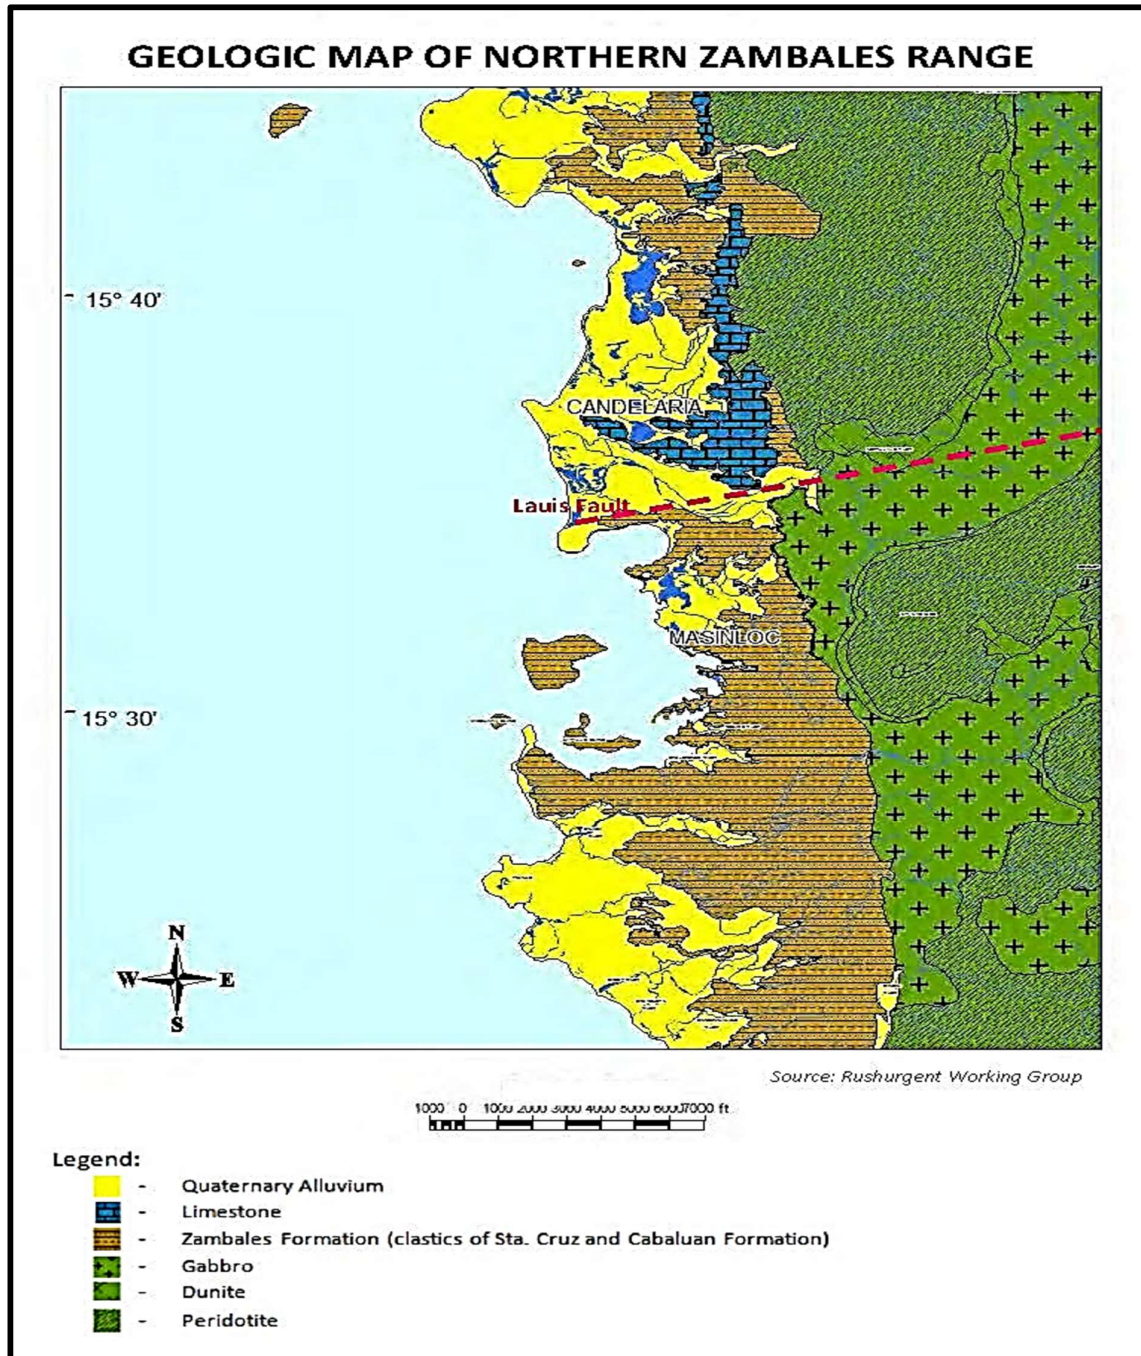 GEOLOGIC MAP OF NORTHERN ZAMBALES RANGE
15° 40'
CANDELARIA
Lauis Fault
MASINLOC
15° 30'
N
W E
S
Source: Rushurgent Working Group
1000 0 1000 2000 3000 4000 5000 6000 7000 ft.
Legend:
- Quaternary Alluvium
- Limestone
- Zambales Formation (clastics of Sta. Cruz and Cabaluan Formation)
- Gabbro
- Dunite
- Peridotite